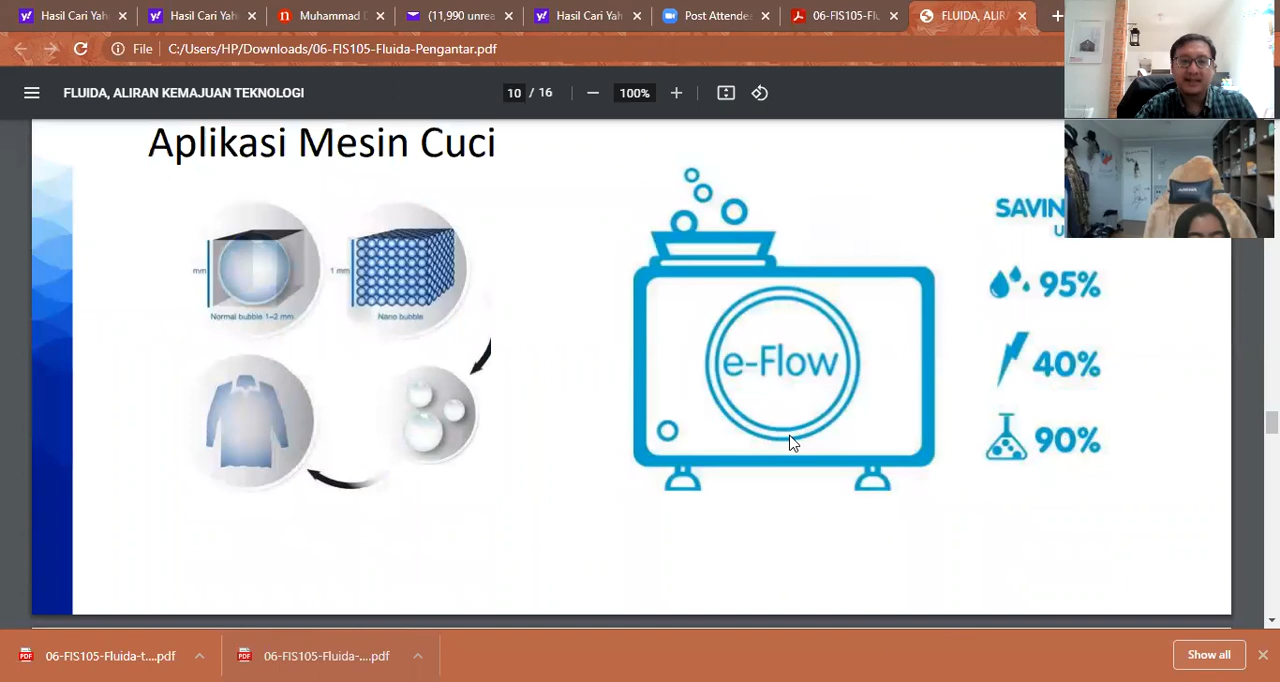 Hasil Cari Yah
Hasil Cari Yah
Muhammad D
(11,990 unrea
Hasil Cari Yah
Post Attende
06-FIS105-Flu
FLUIDA, ALIR
File
C:/Users/HP/Downloads/06-FIS105-Fluida-Pengantar.pdf
FLUIDA, ALIRAN KEMAJUAN TEKNOLOGI
10 / 16
100%
Aplikasi Mesin Cuci
mm
Normal bubble 1~2 mm
1 mm
Nano bubble
e-Flow
SAVIN
U
95%
40%
90%
06-FIS105-Fluida-t....pdf
06-FIS105-Fluida-....pdf
Show all